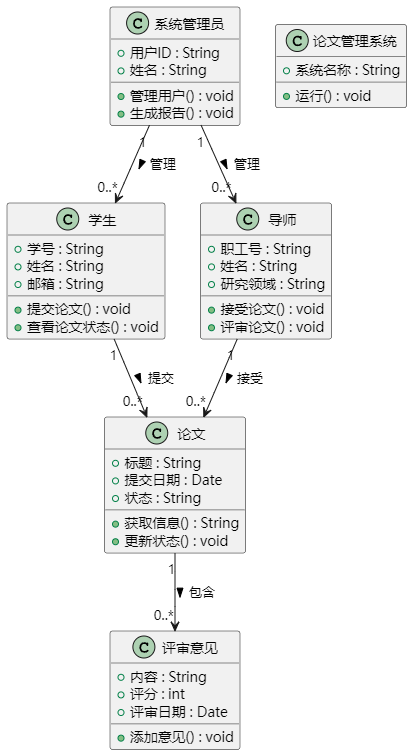 C 系统管理员
用户ID : String
姓名 : String
管理用户() : void
生成报告() : void
C 论文管理系统
系统名称 : String
运行() : void
1
管理
0..*
1
管理
0..*
C 学生
学号 : String
姓名 : String
邮箱 : String
提交论文() : void
查看论文状态() : void
C 导师
职工号 : String
姓名 : String
研究领域 : String
接受论文() : void
评审论文() : void
1
提交
0..*
1
接受
0..*
C 论文
标题 : String
提交日期 : Date
状态 : String
获取信息() : String
更新状态() : void
1
包含
0..*
C 评审意见
内容 : String
评分 : int
评审日期 : Date
添加意见() : void